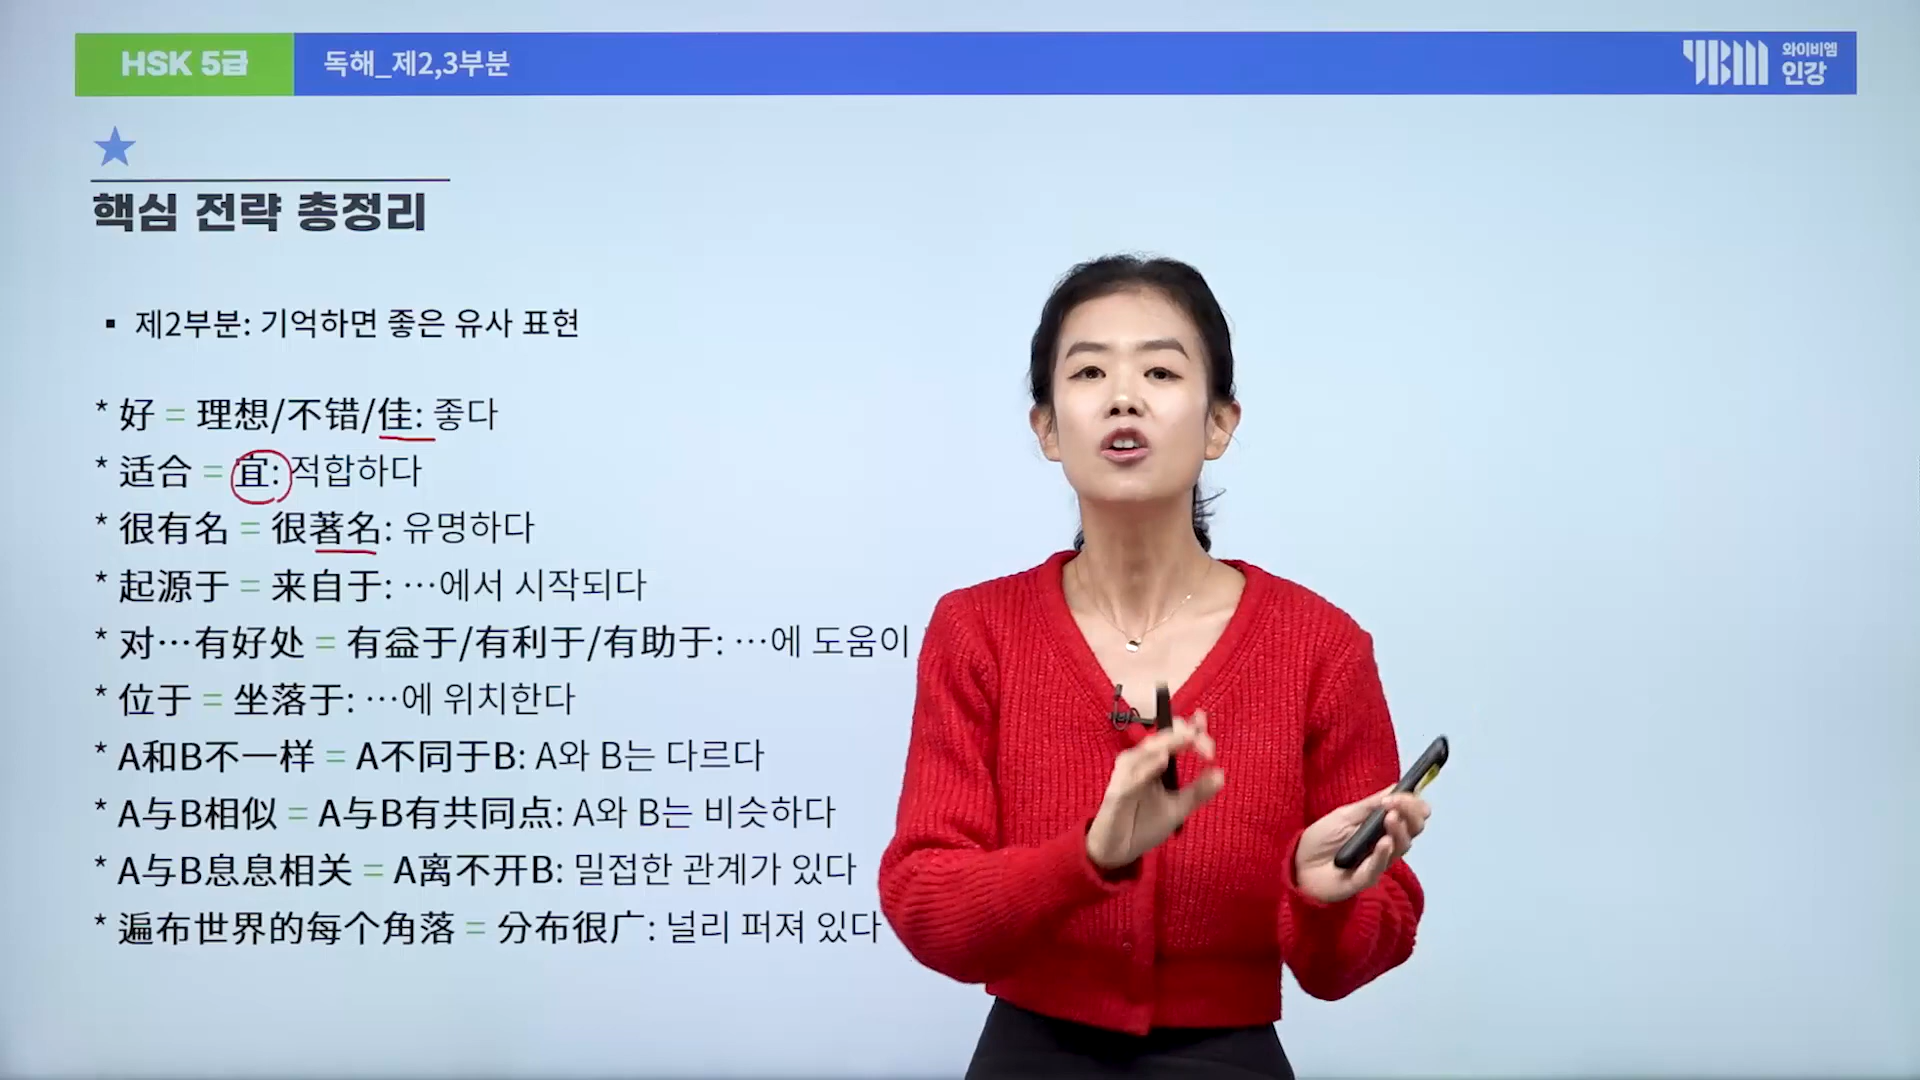 HSK 5급
독해_제2,3부분
YBM 와이비엠 인강
핵심 전략 총정리
▪ 제2부분: 기억하면 좋은 유사 표현
* 好 = 理想/不错/佳: 좋다
* 适合 = 宜: 적합하다
* 很有名 = 很著名: 유명하다
* 起源于 = 来自于: …에서 시작되다
* 对…有好处 = 有益于/有利于/有助于: …에 도움이
* 位于 = 坐落于: …에 위치한다
* A和B不一样 = A不同于B: A와 B는 다르다
* A与B相似 = A与B有共同点: A와 B는 비슷하다
* A与B息息相关 = A离不开B: 밀접한 관계가 있다
* 遍布世界的每个角落 = 分布很广: 널리 퍼져 있다